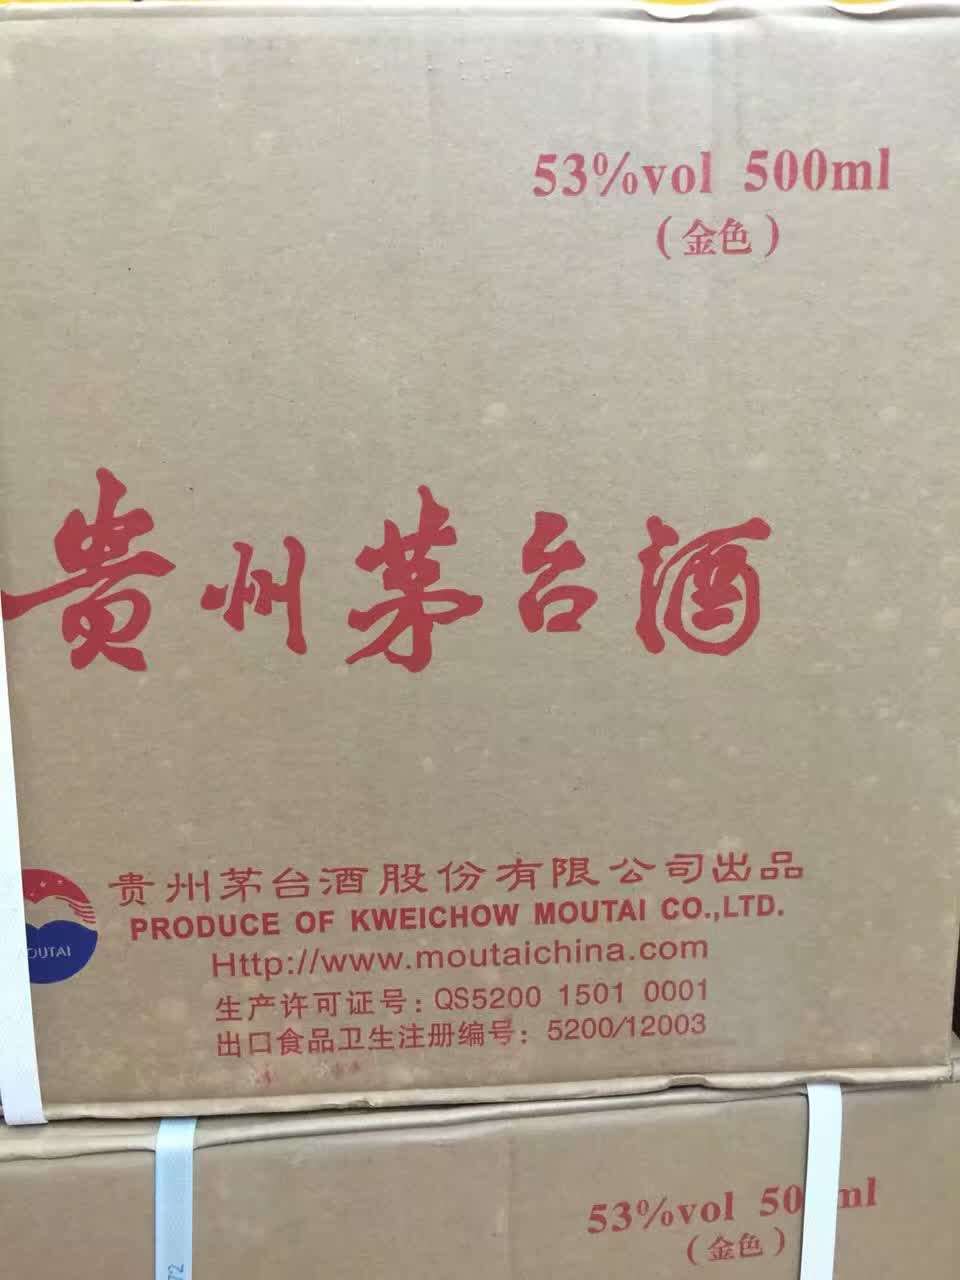 53%vol 500ml
(金色)
贵州茅台酒
贵州茅台酒股份有限公司出品
PRODUCE OF KWEICHOW MOUTAI CO.,LTD.
Http://www.moutaichina.com
MOUTAI
生产许可证号: QS5200 1501 0001
出口食品卫生注册编号: 5200/12003
53%vol 50 ml
(金色)
72